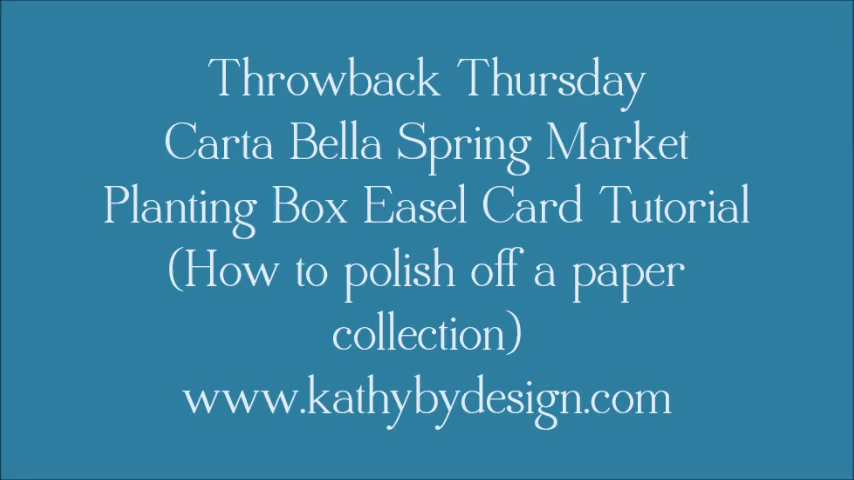 Throwback Thursday
Carta Bella Spring Market
Planting Box Easel Card Tutorial
(How to polish off a paper
collection)
www.kathybydesign.com